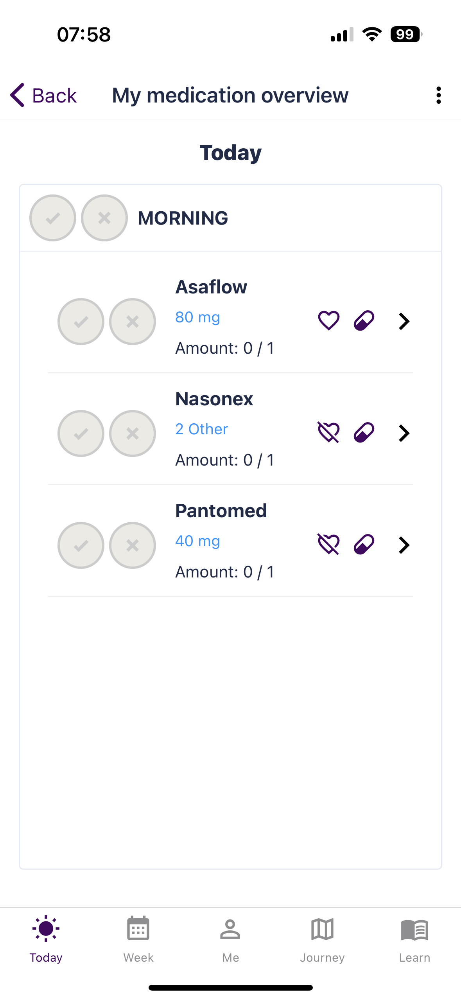 07:58
99
Back
My medication overview
Today
MORNING
Asaflow
80 mg
Amount: 0 / 1
Nasonex
2 Other
Amount: 0 / 1
Pantomed
40 mg
Amount: 0 / 1
Today
Week
Me
Journey
Learn